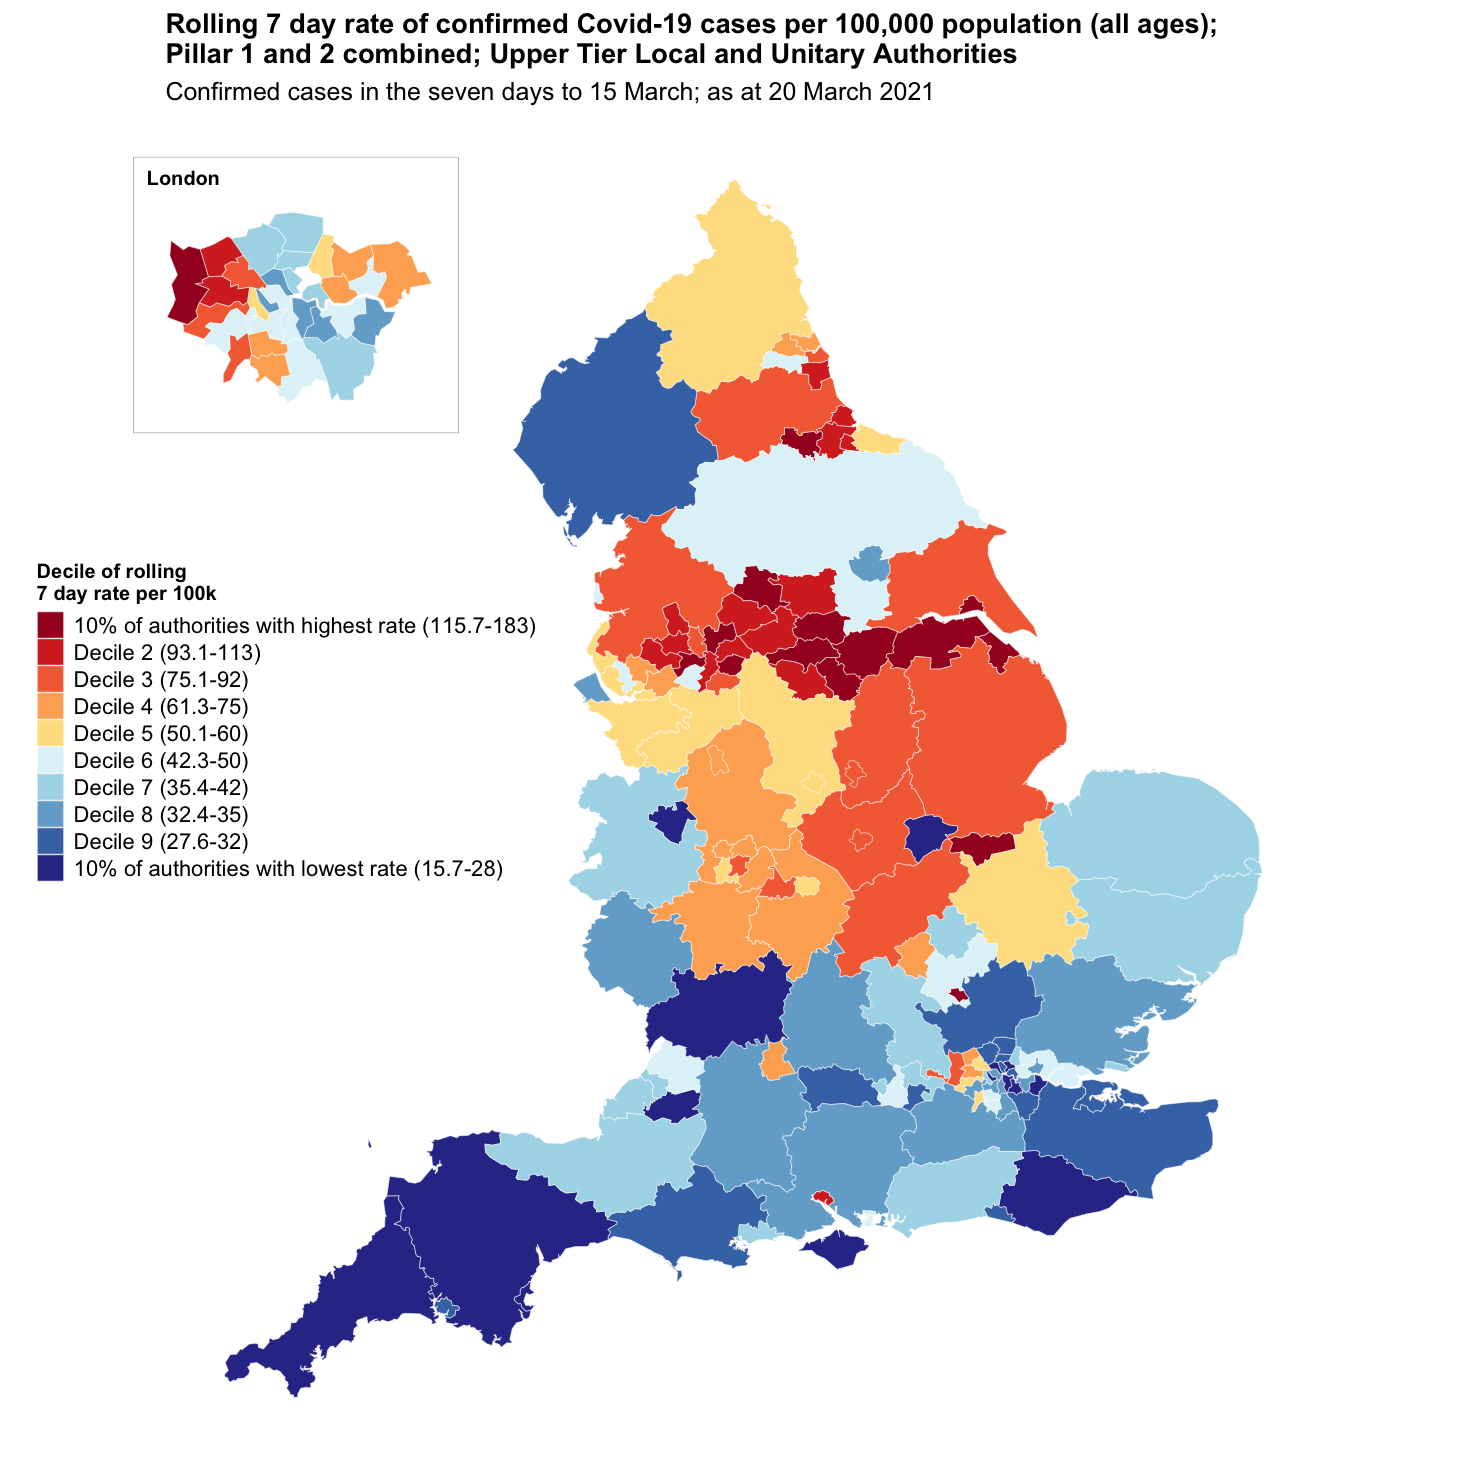 Rolling 7 day rate of confirmed Covid-19 cases per 100,000 population (all ages);
Pillar 1 and 2 combined; Upper Tier Local and Unitary Authorities
Confirmed cases in the seven days to 15 March; as at 20 March 2021
London
Decile of rolling
7 day rate per 100k
10% of authorities with highest rate (115.7-183)
Decile 2 (93.1-113)
Decile 3 (75.1-92)
Decile 4 (61.3-75)
Decile 5 (50.1-60)
Decile 6 (42.3-50)
Decile 7 (35.4-42)
Decile 8 (32.4-35)
Decile 9 (27.6-32)
10% of authorities with lowest rate (15.7-28)